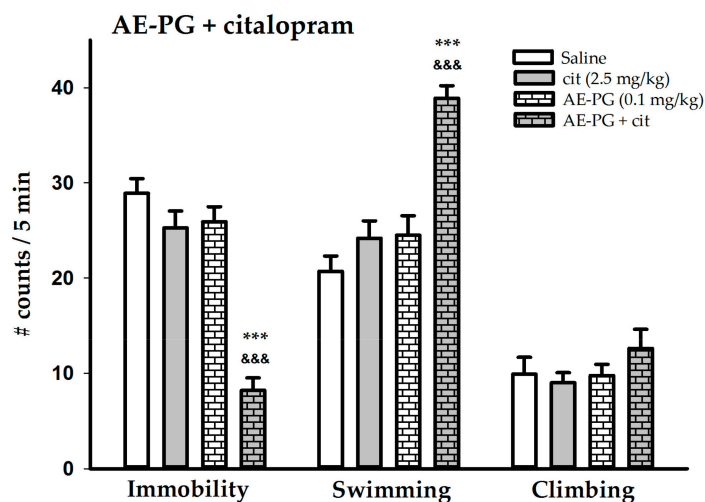 AE-PG + citalopram
Saline
cit (2.5 mg/kg)
AE-PG (0.1 mg/kg)
AE-PG + cit
# counts / 5 min
40
30
20
10
0
***
&&&
***
&&&
Immobility
Swimming
Climbing